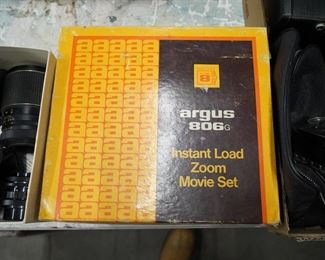 8
argus
806G
Instant Load
Zoom
Movie Set